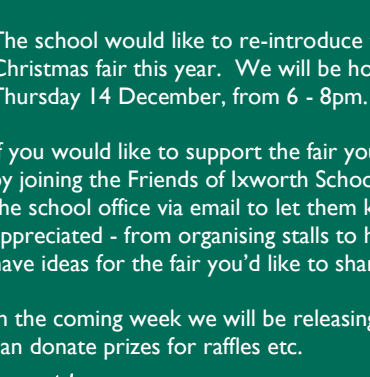 The school would like to re-introduce
Christmas fair this year. We will be ho
Thursday 14 December, from 6 - 8pm.
If you would like to support the fair you
by joining the Friends of Ixworth Schoo
the school office via email to let them k
appreciated - from organising stalls to h
have ideas for the fair you'd like to shar
In the coming week we will be releasing
can donate prizes for raffles etc.